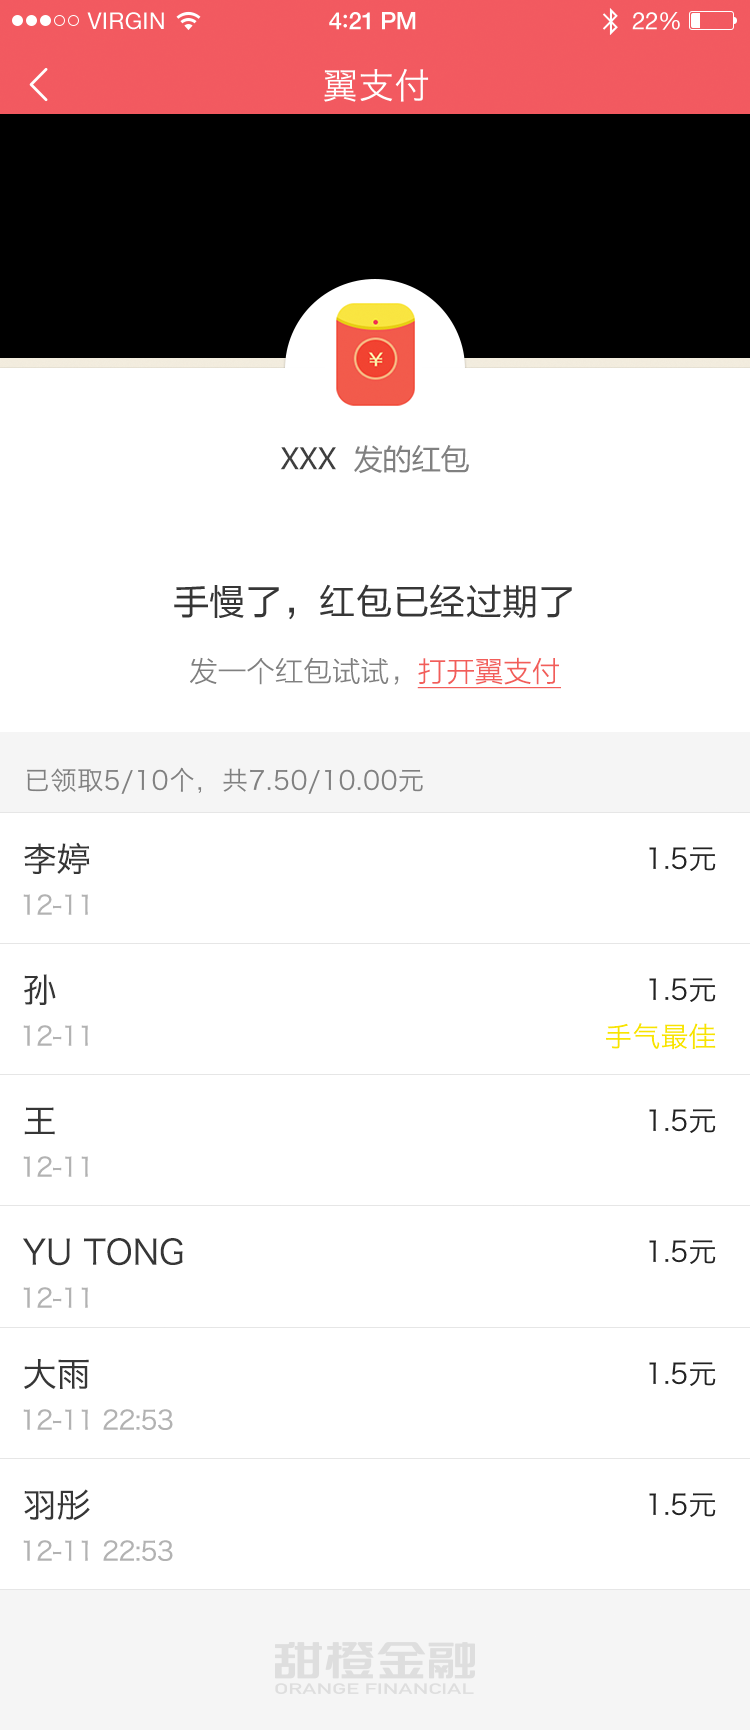 VIRGIN 4:21 PM 22%
翼支付
¥
XXX 发的红包
手慢了，红包已经过期了
发一个红包试试，打开翼支付
已领取5/10个，共7.50/10.00元
李婷 1.5元
12-11
孙 1.5元
12-11 手气最佳
王 1.5元
12-11
YU TONG 1.5元
12-11
大雨 1.5元
12-11 22:53
羽彤 1.5元
12-11 22:53
甜橙金融
ORANGE FINANCIAL